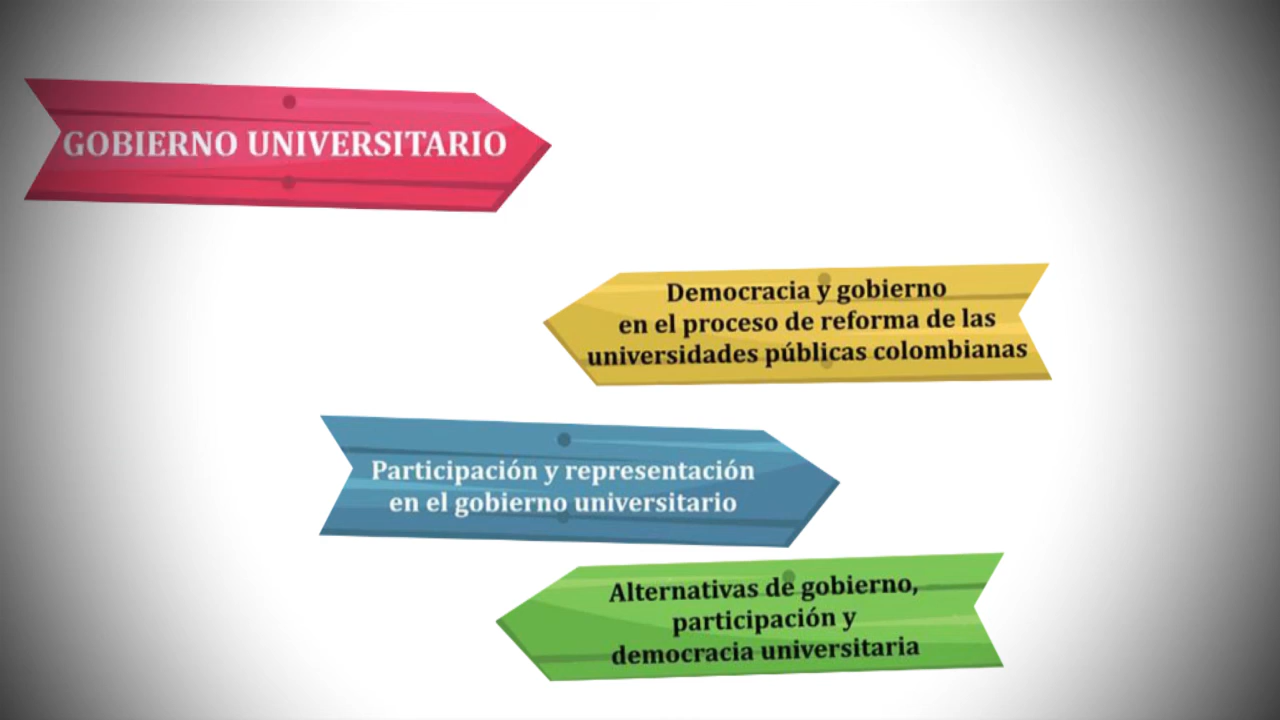 GOBIERNO UNIVERSITARIO
Democracia y gobierno
en el proceso de reforma de las
universidades públicas colombianas
Participación y representación
en el gobierno universitario
Alternativas de gobierno,
participación y
democracia universitaria